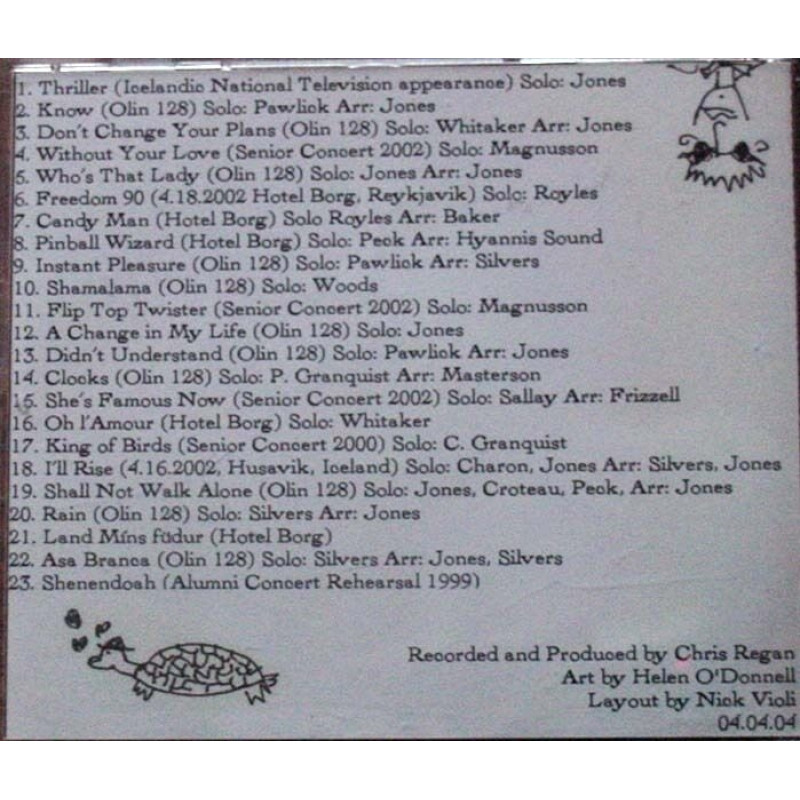 1. Thriller (Icelandic National Television appearance) Solo: Jones
2. Know (Olin 128) Solo: Pawlick Arr: Jones
3. Don't Change Your Plans (Olin 128) Solo: Whitaker Arr: Jones
4. Without Your Love (Senior Concert 2002) Solo: Magnusson
5. Who's That Lady (Olin 128) Solo: Jones Arr: Jones
6. Freedom 90 (4.18.2002 Hotel Borg, Reykjavik) Solo: Royles
7. Candy Man (Hotel Borg) Solo Royles Arr: Baker
8. Pinball Wizard (Hotel Borg) Solo: Peck Arr: Hyannis Sound
9. Instant Pleasure (Olin 128) Solo: Pawlick Arr: Silvers
10. Shamalama (Olin 128) Solo: Woods
11. Flip Top Twister (Senior Concert 2002) Solo: Magnusson
12. A Change in My Life (Olin 128) Solo: Jones
13. Didn't Understand (Olin 128) Solo: Pawlick Arr: Jones
14. Clocks (Olin 128) Solo: P. Granquist Arr: Masterson
15. She's Famous Now (Senior Concert 2002) Solo: Sallay Arr: Frizzell
16. Oh l'Amour (Hotel Borg) Solo: Whitaker
17. King of Birds (Senior Concert 2000) Solo: C. Granquist
18. I'll Rise (4.16.2002, Husavik, Iceland) Solo: Charon, Jones Arr: Silvers, Jones
19. Shall Not Walk Alone (Olin 128) Solo: Jones, Croteau, Peck, Arr: Jones
20. Rain (Olin 128) Solo: Silvers Arr: Jones
21. Land Míns födur (Hotel Borg)
22. Asa Branca (Olin 128) Solo: Silvers Arr: Jones, Silvers
23. Shenendoah (Alumni Concert Rehearsal 1999)
Recorded and Produced by Chris Regan
Art by Helen O'Donnell
Layout by Nick Violi
04.04.04